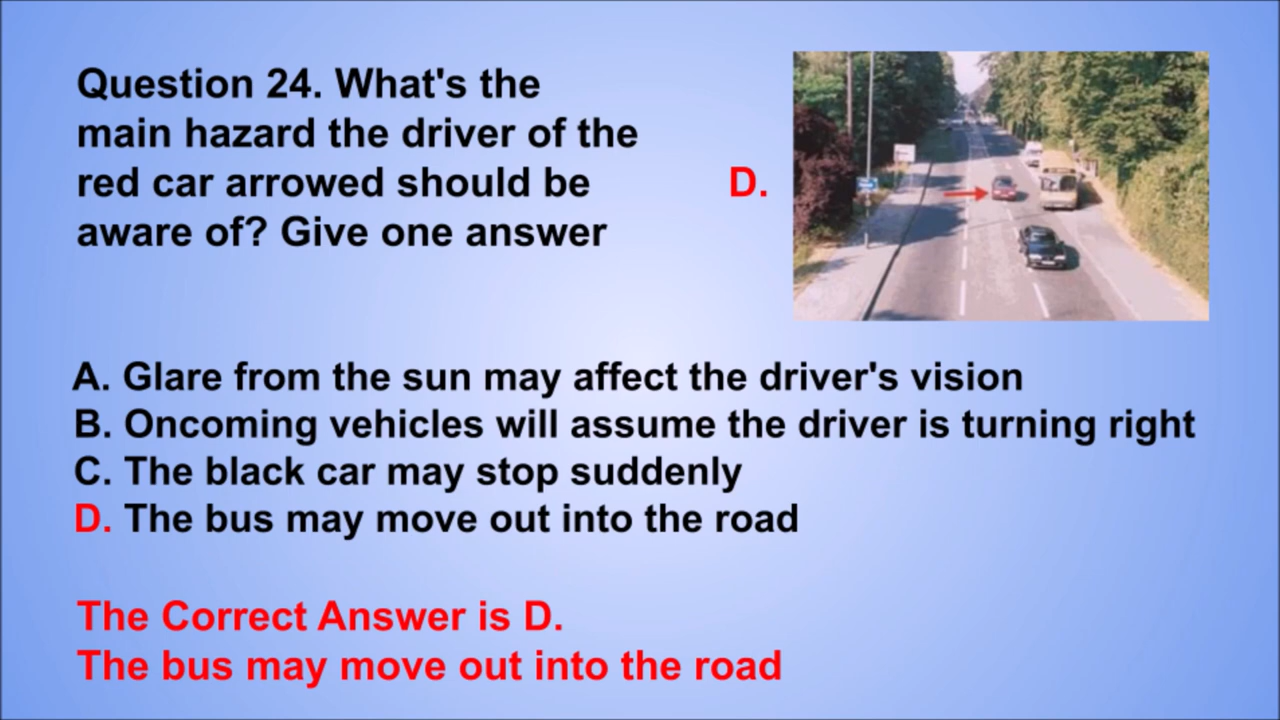 Question 24. What's the
main hazard the driver of the
red car arrowed should be
aware of? Give one answer
D.
A. Glare from the sun may affect the driver's vision
B. Oncoming vehicles will assume the driver is turning right
C. The black car may stop suddenly
D. The bus may move out into the road
The Correct Answer is D.
The bus may move out into the road